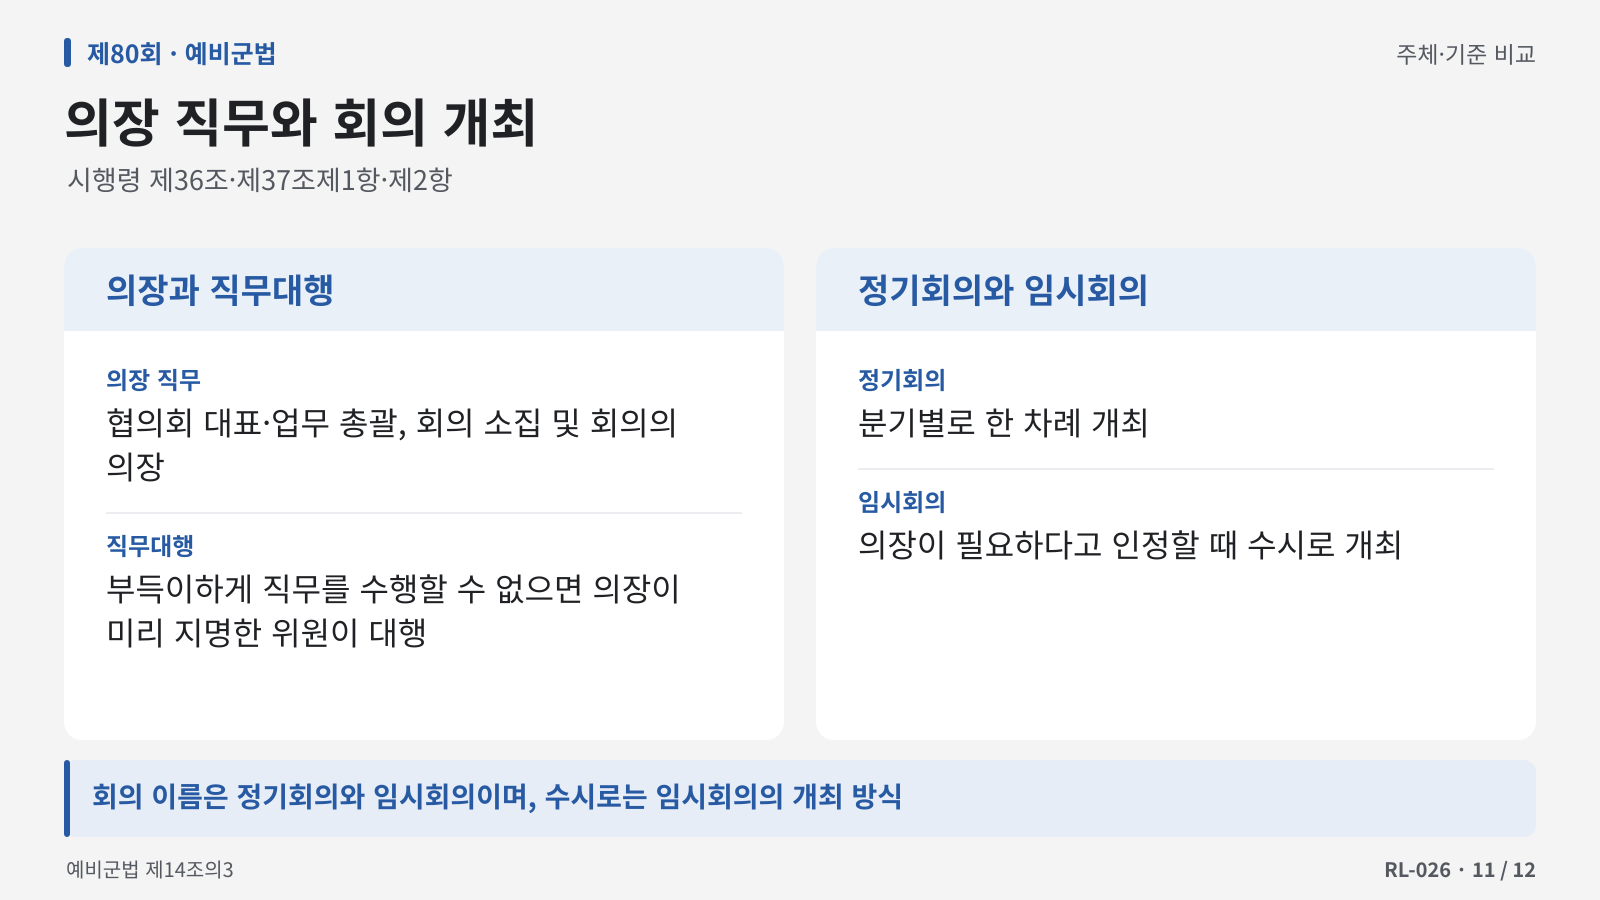 제80회 · 예비군법
주체·기준 비교
의장 직무와 회의 개최
시행령 제36조·제37조제1항·제2항
의장과 직무대행
의장 직무
협의회 대표·업무 총괄, 회의 소집 및 회의의
의장
직무대행
부득이하게 직무를 수행할 수 없으면 의장이
미리 지명한 위원이 대행
정기회의와 임시회의
정기회의
분기별로 한 차례 개최
임시회의
의장이 필요하다고 인정할 때 수시로 개최
회의 이름은 정기회의와 임시회의이며, 수시로는 임시회의의 개최 방식
예비군법 제14조의3
RL-026 · 11 / 12